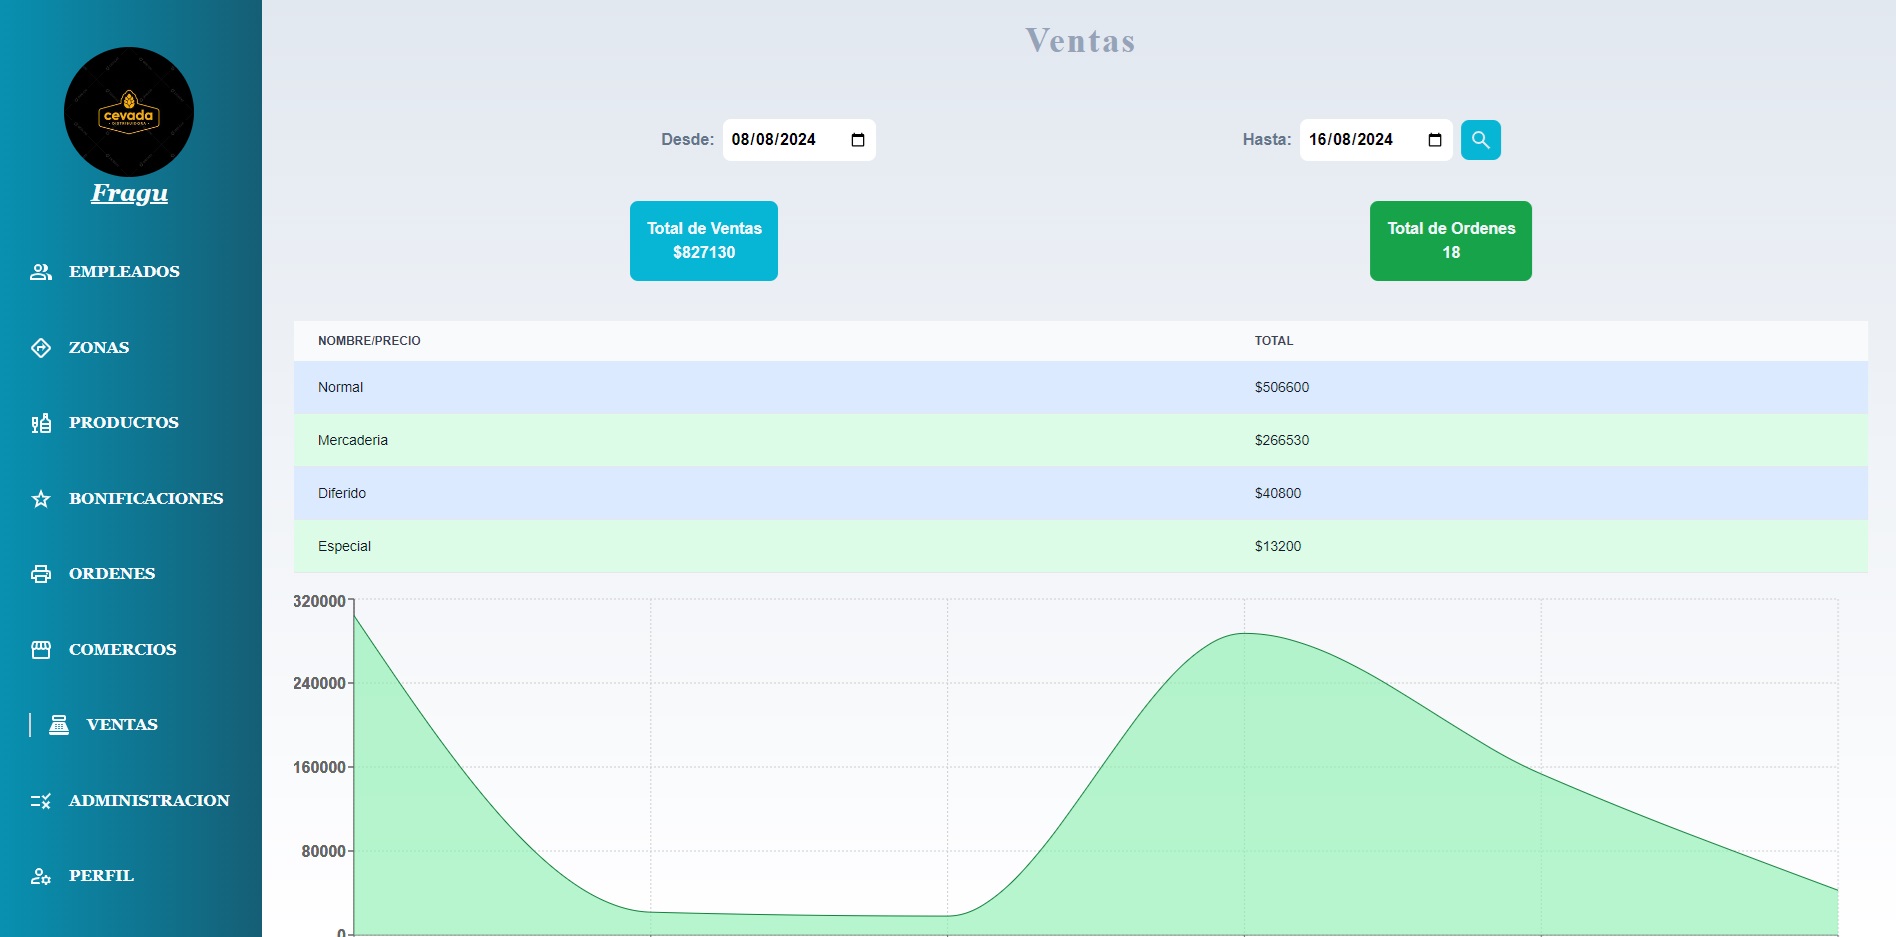 cevada
DISTRIBUIDORA
Fragu
EMPLEADOS
ZONAS
PRODUCTOS
BONIFICACIONES
ORDENES
COMERCIOS
VENTAS
ADMINISTRACION
PERFIL
Ventas
Desde: 08/08/2024
Hasta: 16/08/2024
Total de Ventas
$827130
Total de Ordenes
18
NOMBRE/PRECIO TOTAL
Normal $506600
Mercaderia $266530
Diferido $40800
Especial $13200
320000
240000
160000
80000
0